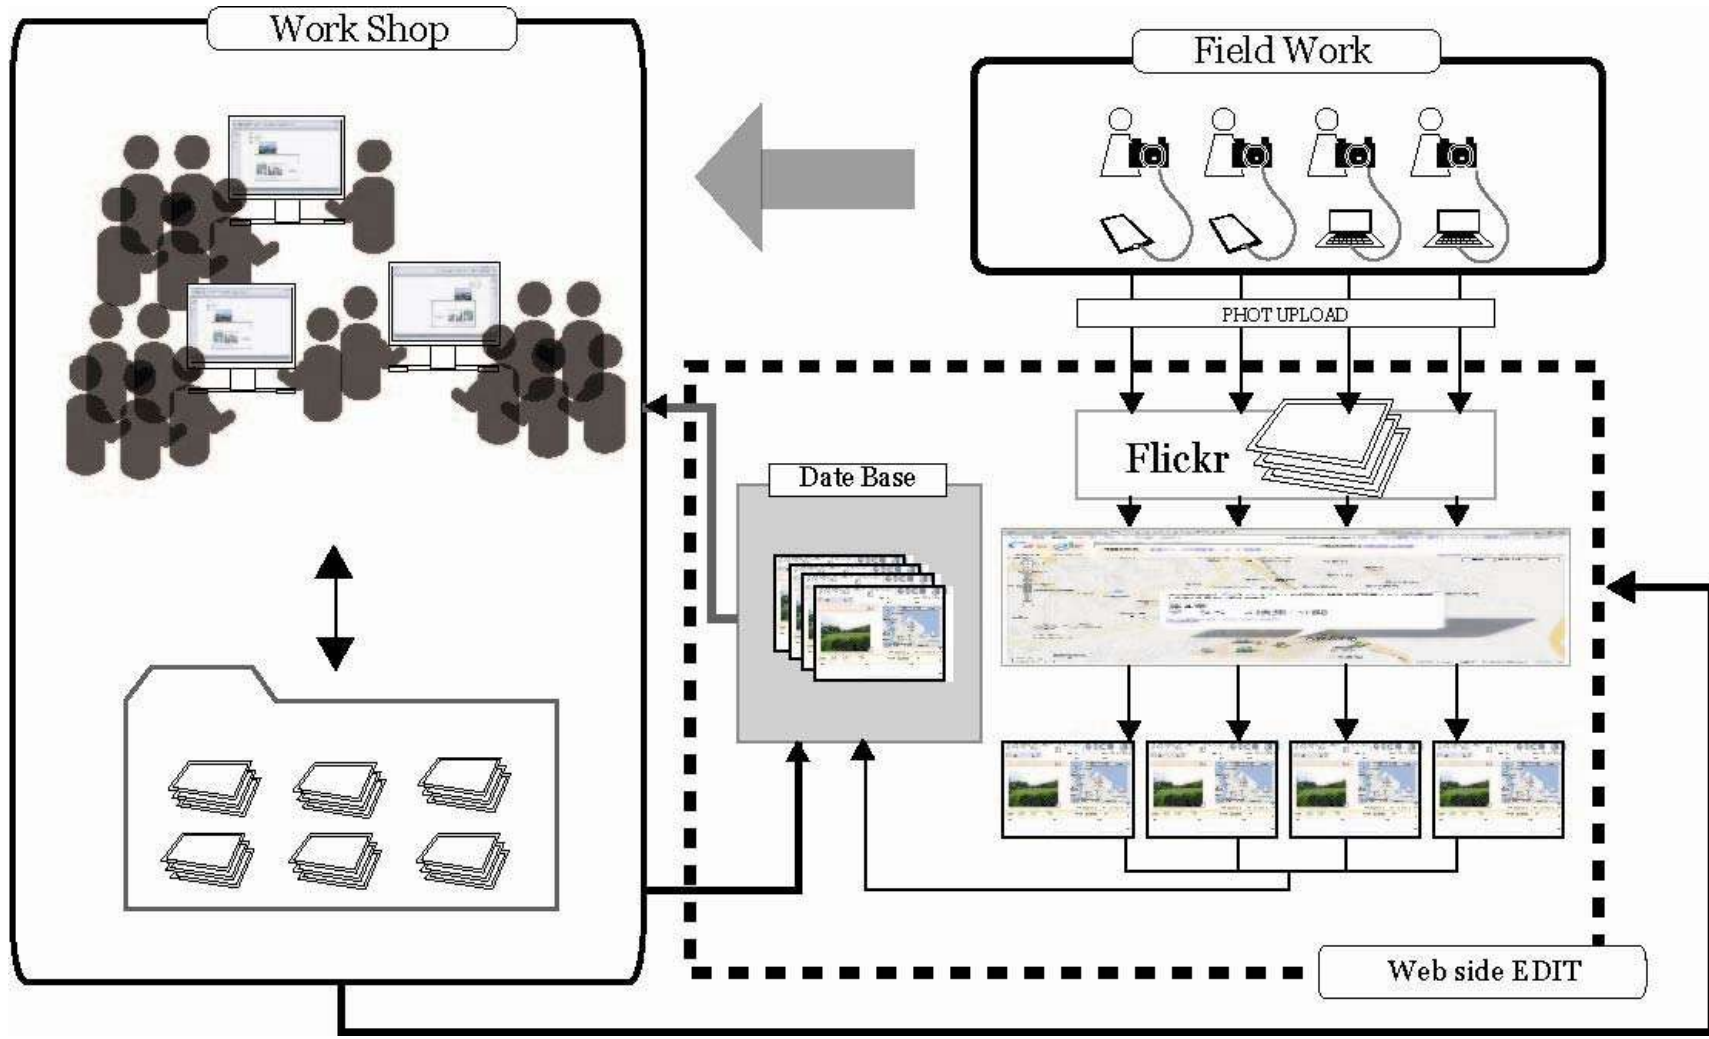 Work Shop
Field Work
PHOT UPLOAD
Flickr
Date Base
Web side EDIT